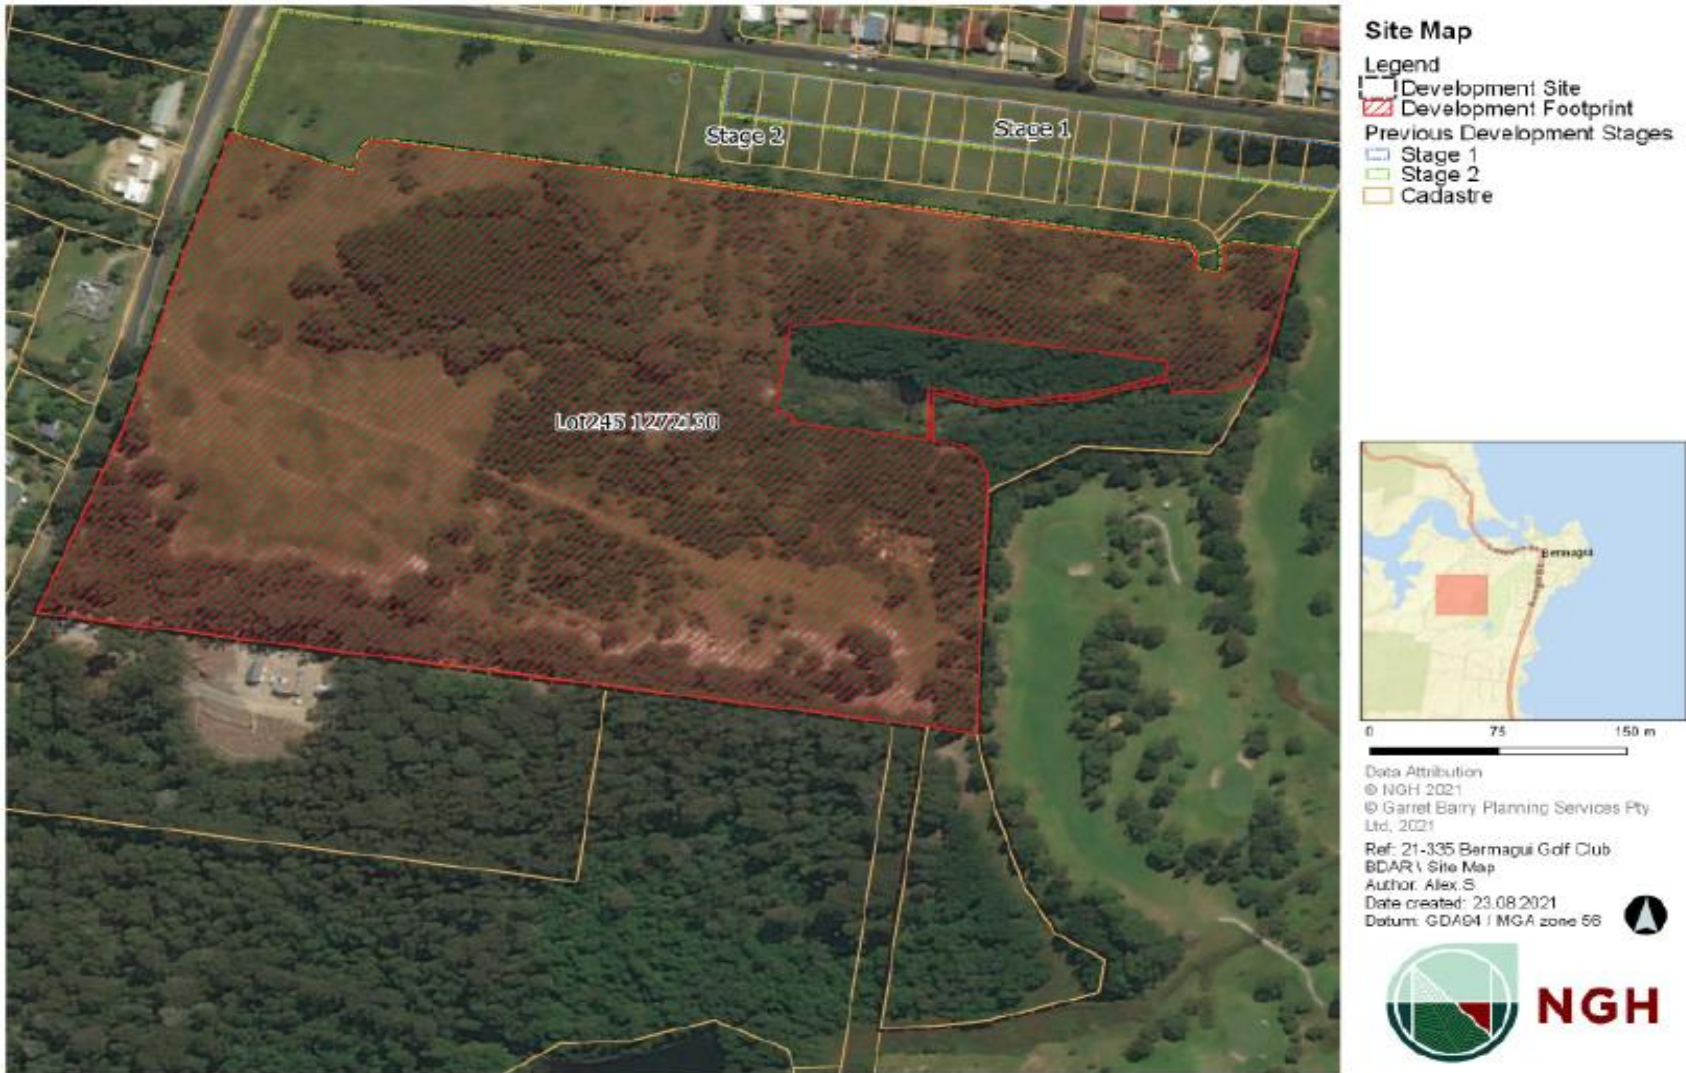 Site Map
Legend
Development Site
Development Footprint
Previous Development Stages
Stage 1
Stage 2
Cadastre
Stage 2
Stage 1
Lot245 1272130
Bermagui
0 75 150 m
Data Attribution
© NGH 2021
© Garret Barry Planning Services Pty
Ltd, 2021
Ref: 21-335 Bermagui Golf Club
BDAR \ Site Map
Author: Alex S
Date created: 23.08.2021
Datum: GDA94 / MGA zone 56
NGH